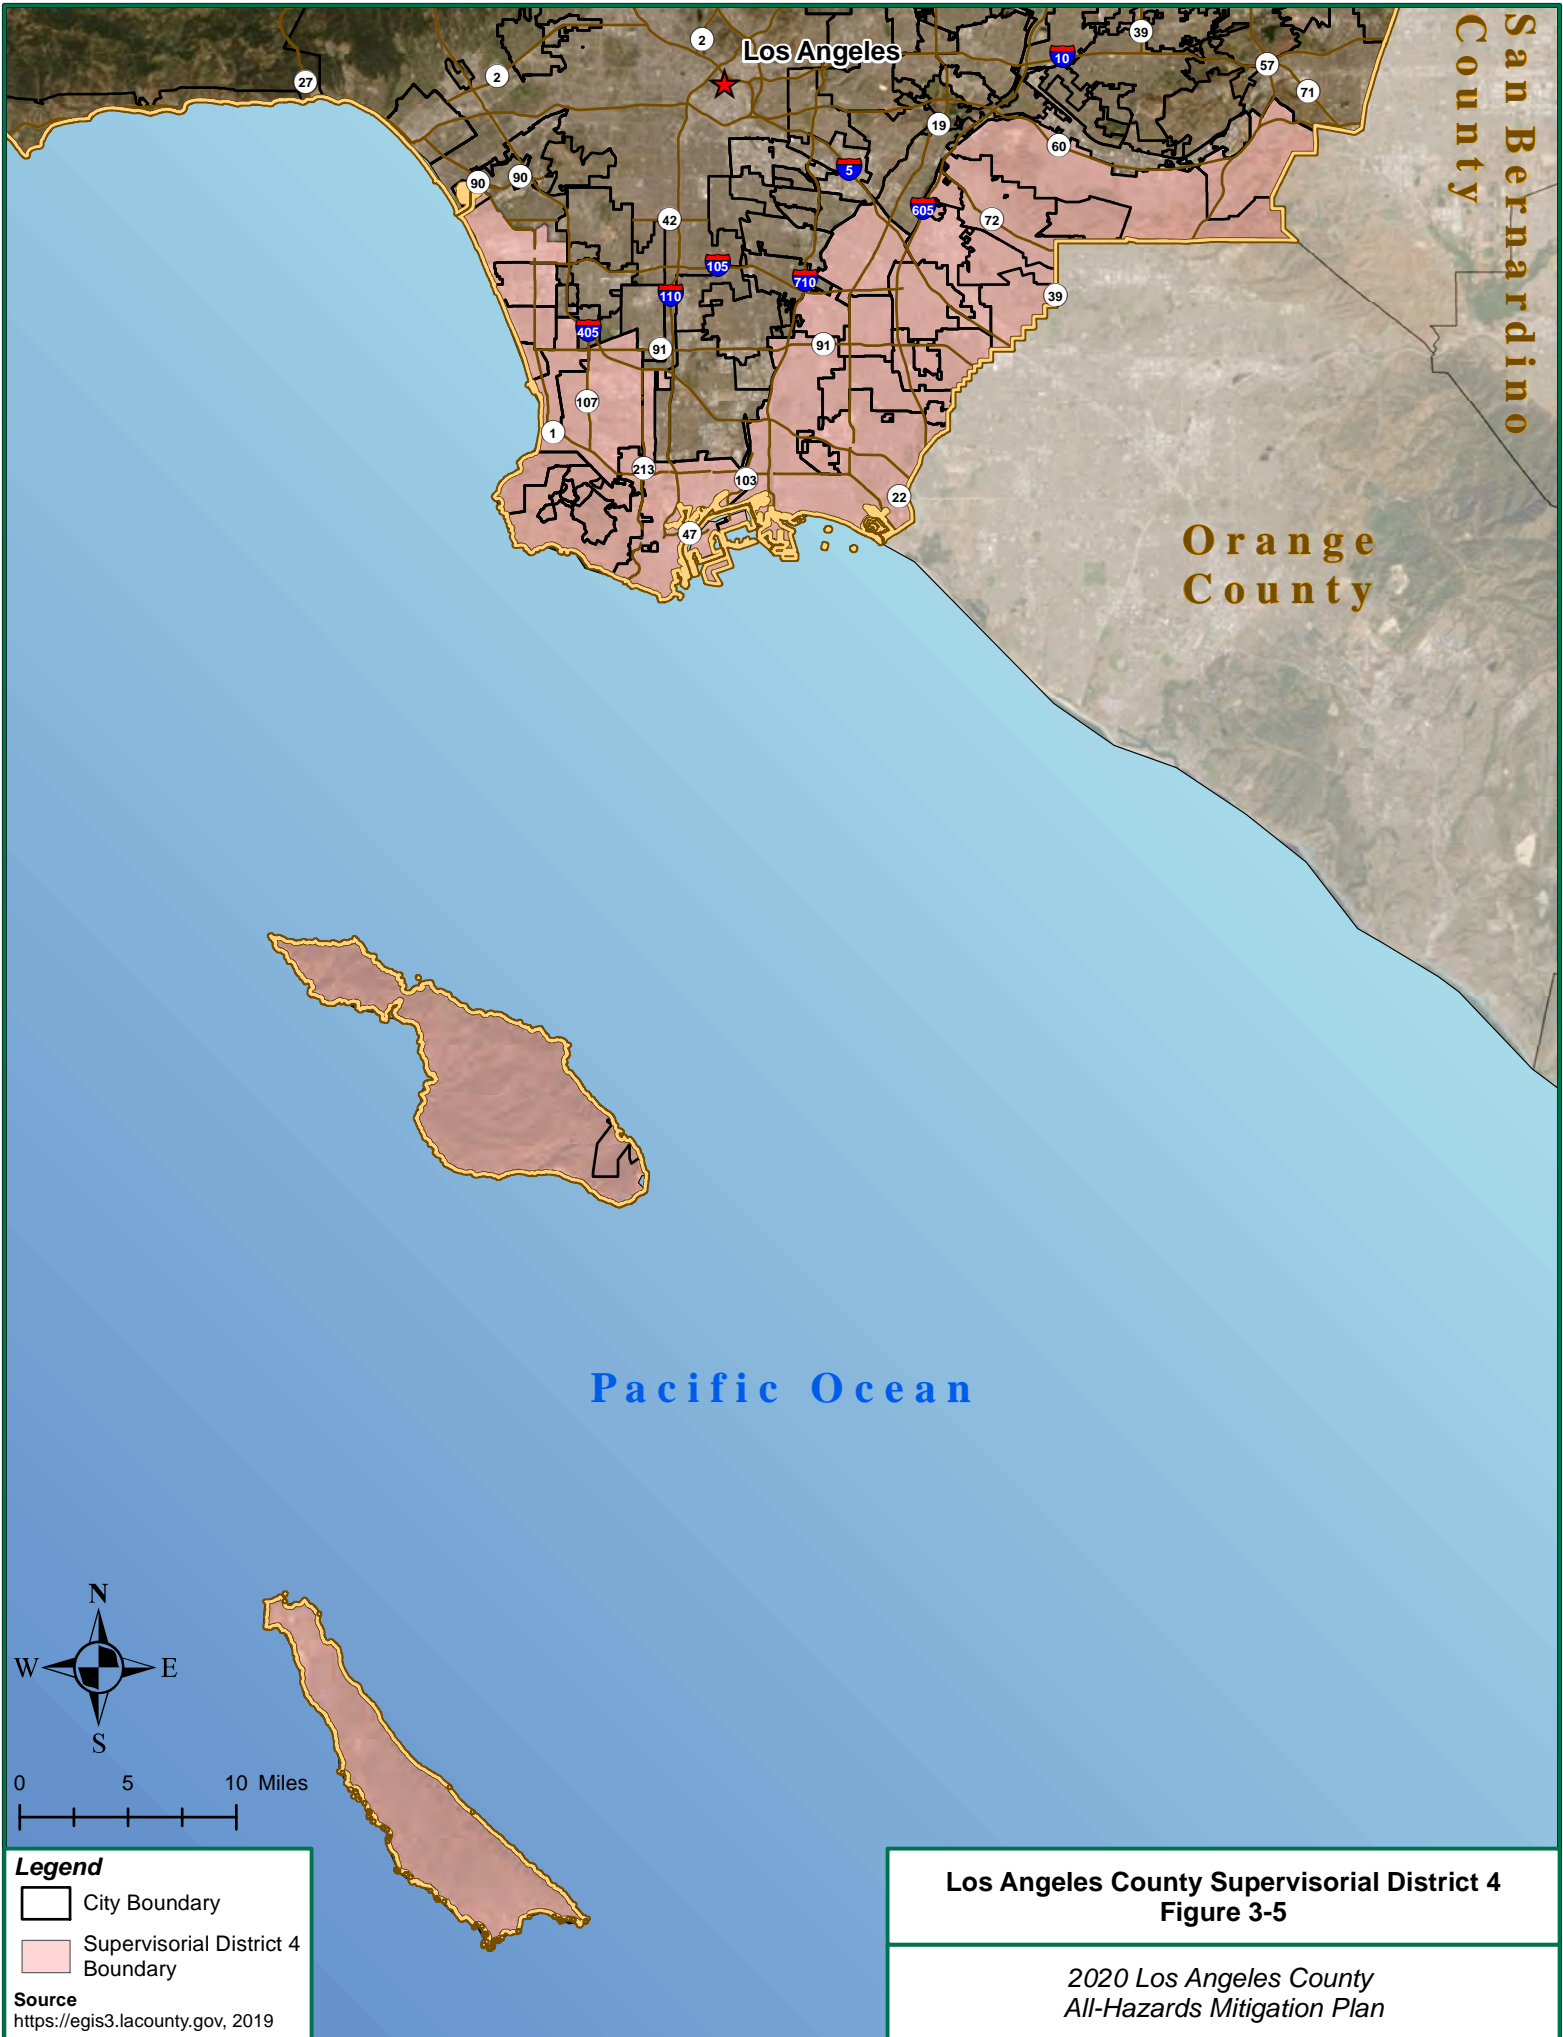 2
Los Angeles
39
10
57
71
27
2
19
60
5
90
90
605
72
42
105
710
110
39
405
91
91
107
1
213
103
22
47
San Bernardino
County
Orange
County
Pacific Ocean
N
W
E
S
0 5 10 Miles
Legend
City Boundary
Supervisorial District 4
Boundary
Source
https://egis3.lacounty.gov, 2019
Los Angeles County Supervisorial District 4
Figure 3-5
2020 Los Angeles County
All-Hazards Mitigation Plan